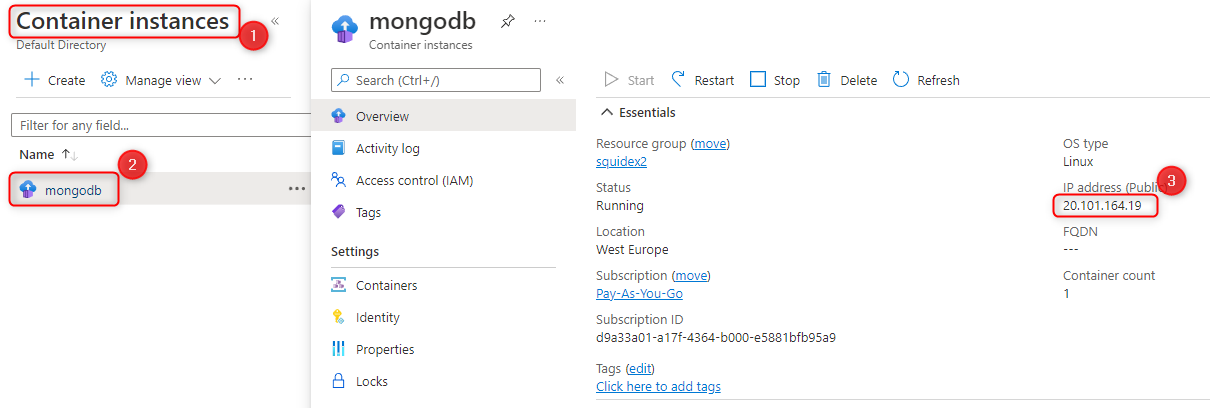 Container instances
«
1
Default Directory
Create
Manage view
...
Filter for any field...
Name
2
mongodb
...
mongodb
...
Container instances
Search (Ctrl+/)
«
Overview
Activity log
Access control (IAM)
Tags
Settings
Containers
Identity
Properties
Locks
Start
Restart
Stop
Delete
Refresh
Essentials
Resource group (move)
squidex2
Status
Running
Location
West Europe
Subscription (move)
Pay-As-You-Go
Subscription ID
d9a33a01-a17f-4364-b000-e5881bfb95a9
Tags (edit)
Click here to add tags
OS type
Linux
IP address (Public
3
20.101.164.19
FQDN
---
Container count
1